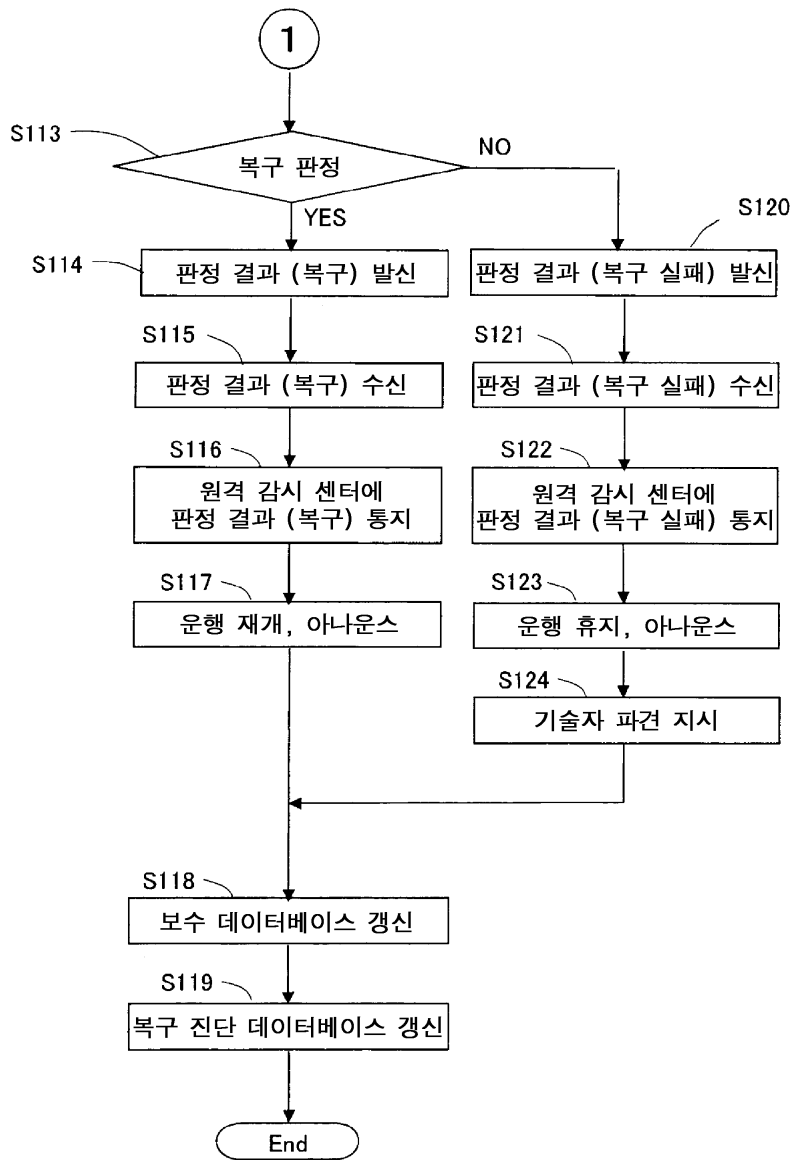 1
S113
복구 판정
NO
YES
S114
판정 결과 (복구) 발신
S120
판정 결과 (복구 실패) 발신
S115
판정 결과 (복구) 수신
S121
판정 결과 (복구 실패) 수신
S116
원격 감시 센터에
판정 결과 (복구) 통지
S122
원격 감시 센터에
판정 결과 (복구 실패) 통지
S117
운행 재개, 아나운스
S123
운행 휴지, 아나운스
S124
기술자 파견 지시
S118
보수 데이터베이스 갱신
S119
복구 진단 데이터베이스 갱신
End